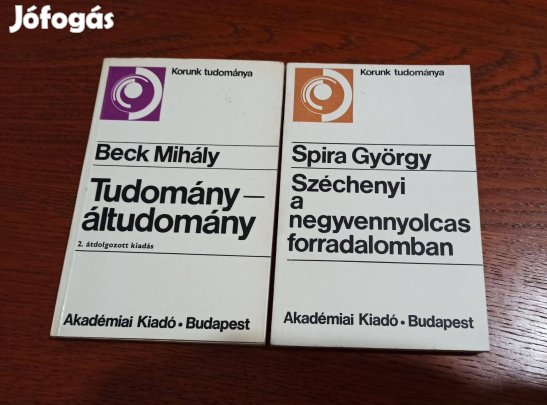 Jófogás
Korunk tudománya
Beck Mihály
Tudomány–
áltudomány
2. átdolgozott kiadás
Akadémiai Kiadó • Budapest
Korunk tudománya
Spira György
Széchenyi
a
negyvennyolcas
forradalomban
Akadémiai Kiadó • Budapest